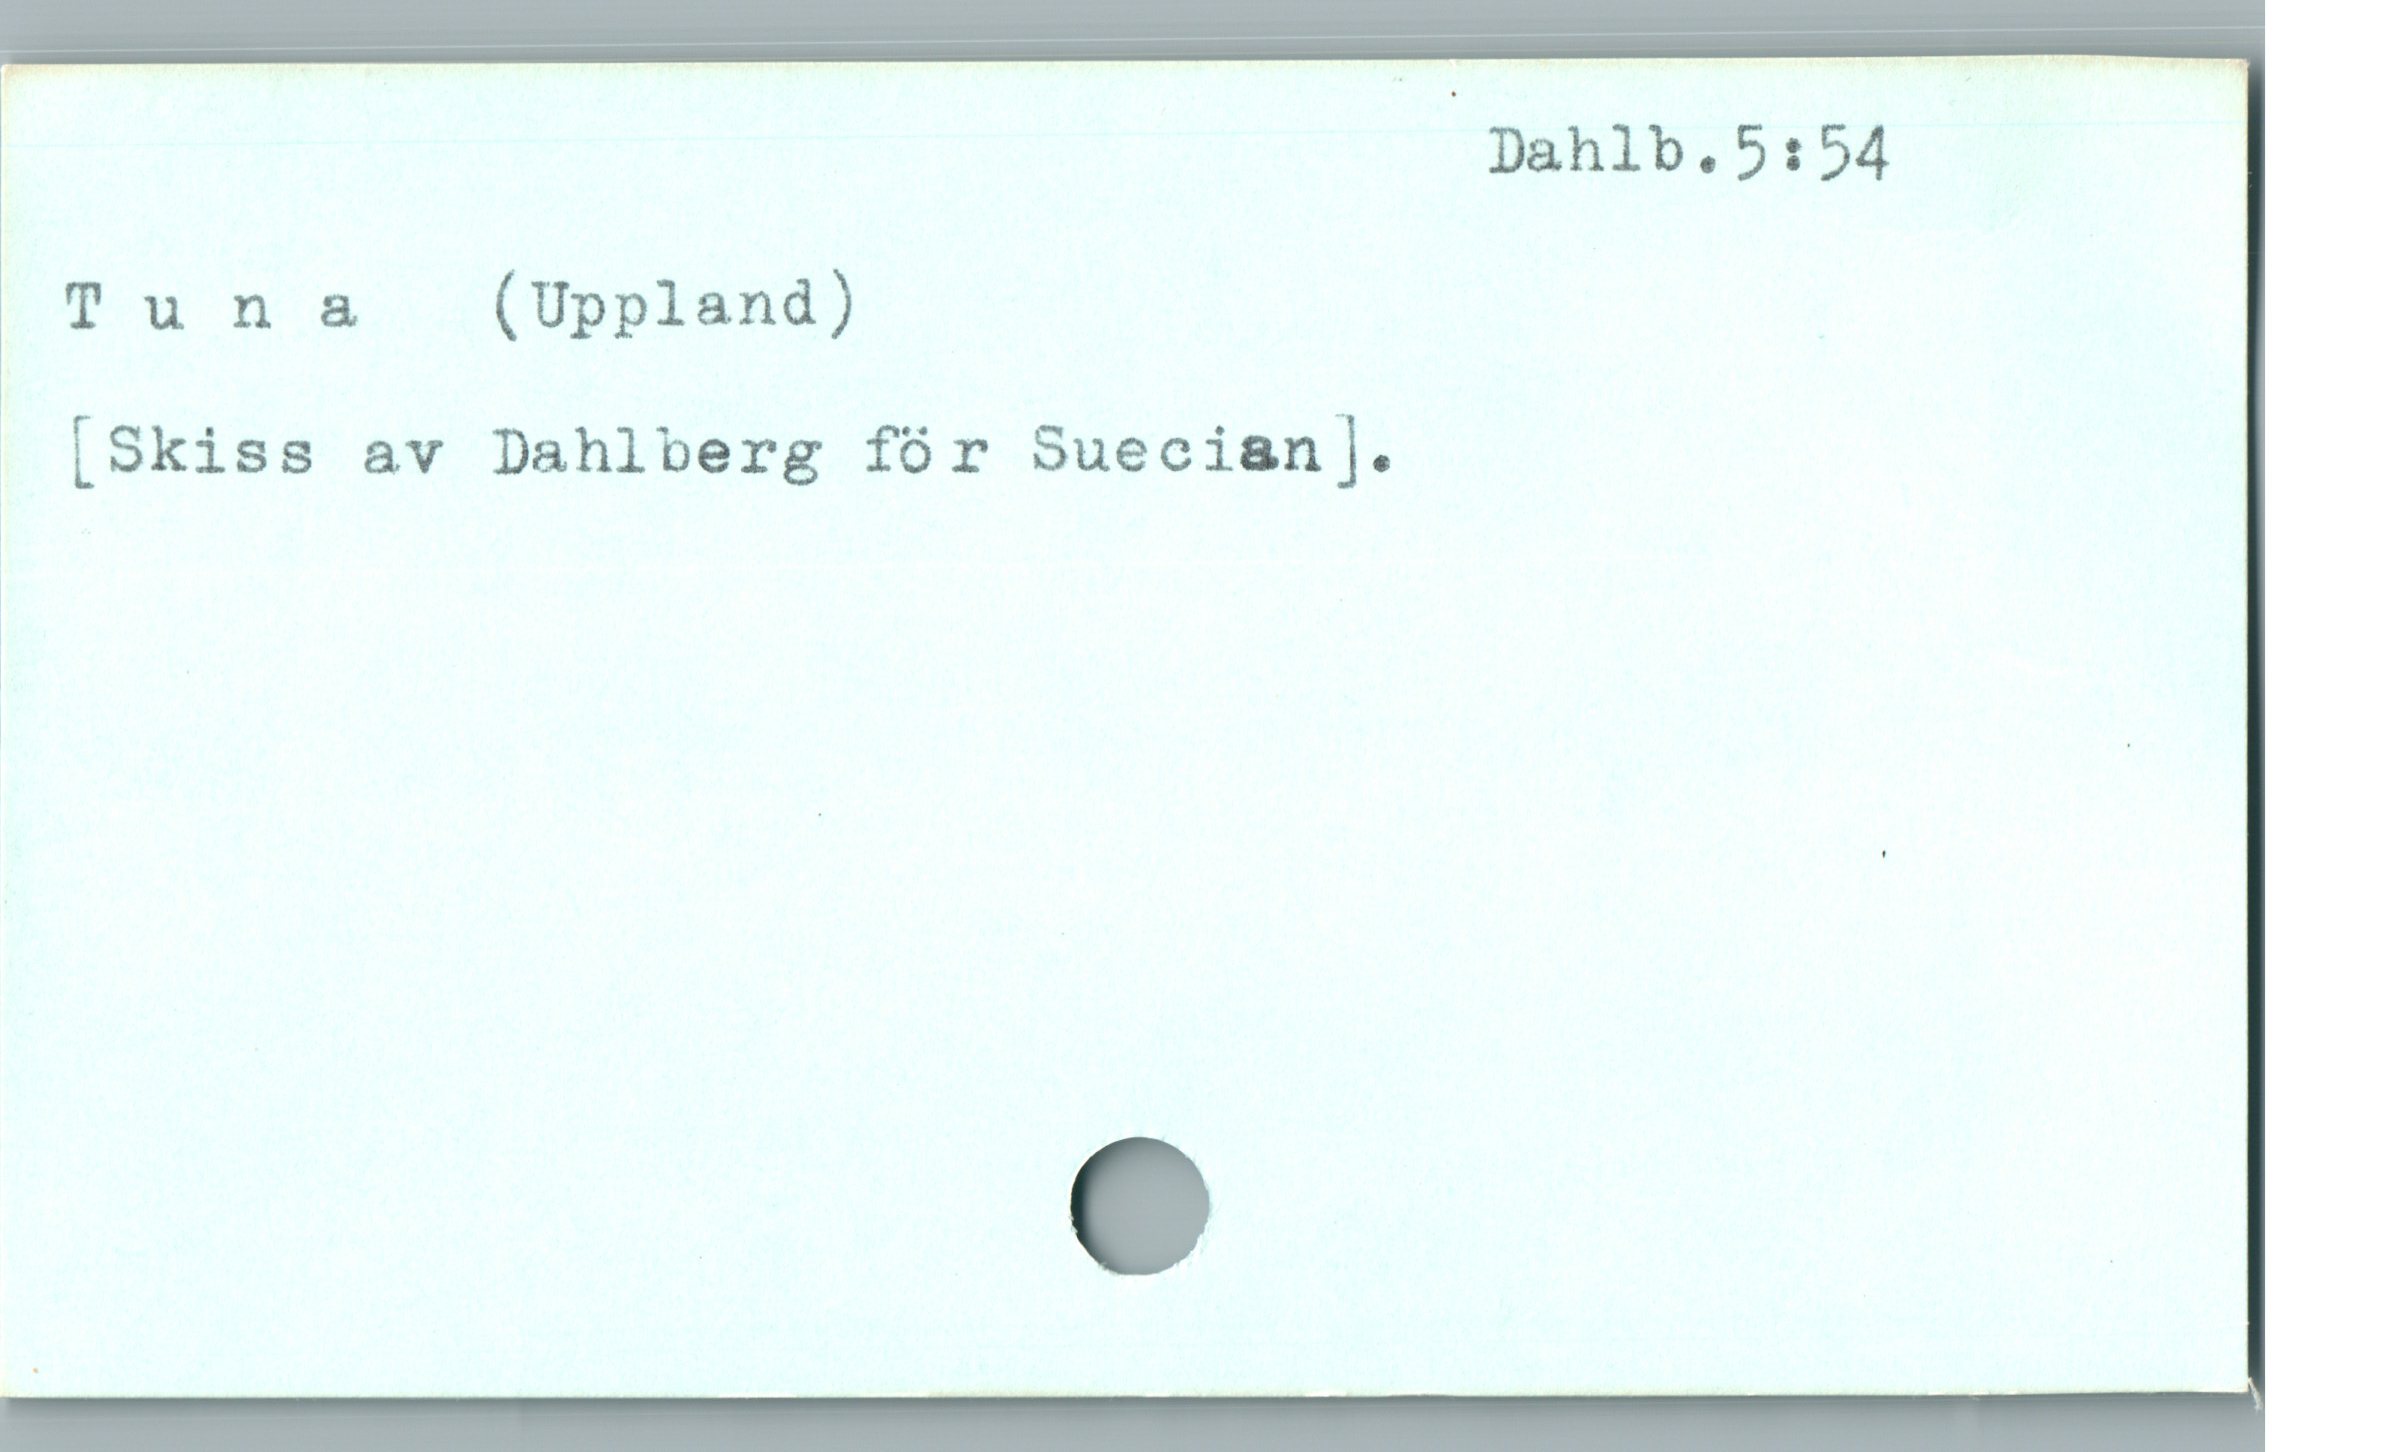 Dahlb.5:54
T u n a (Uppland)
[Skiss av Dahlberg för Suecian].